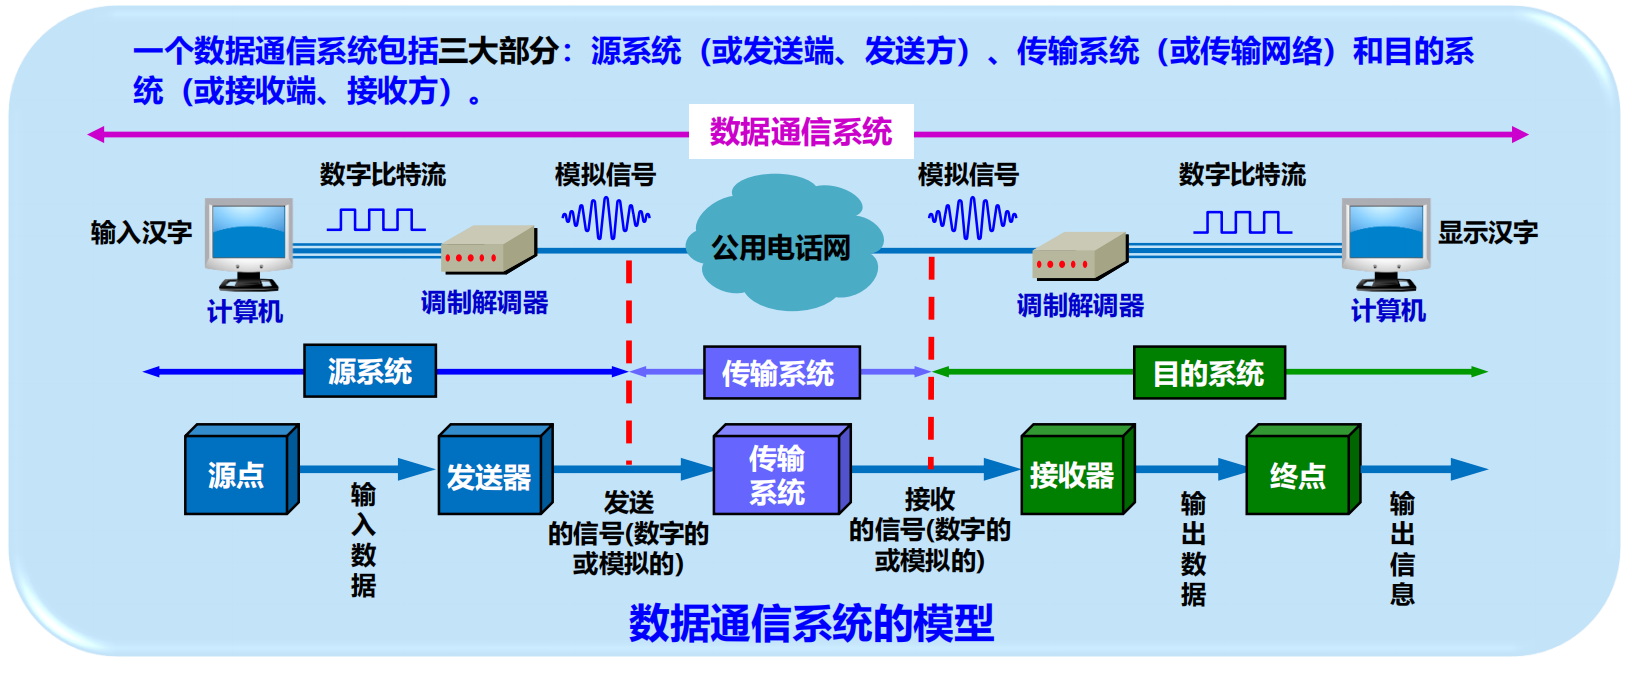 一个数据通信系统包括三大部分：源系统（或发送端、发送方）、传输系统（或传输网络）和目的系
统（或接收端、接收方）。
数据通信系统
数字比特流
模拟信号
模拟信号
数字比特流
输入汉字
公用电话网
显示汉字
计算机
调制解调器
调制解调器
计算机
源系统
传输系统
目的系统
源点
发送器
传输
系统
接收器
终点
输入数据
发送
的信号(数字的
或模拟的)
接收
的信号(数字的
或模拟的)
输出数据
输出信息
数据通信系统的模型